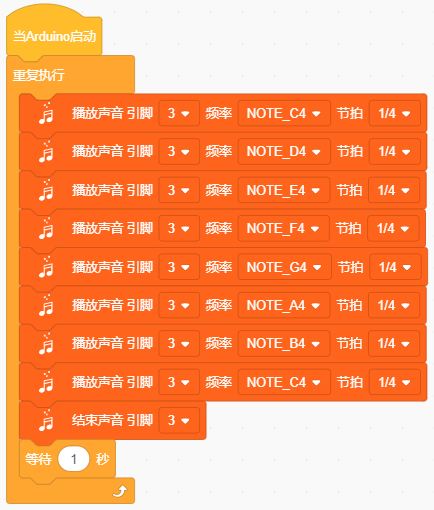 当Arduino启动
重复执行
播放声音 引脚 3 频率 NOTE_C4 节拍 1/4
播放声音 引脚 3 频率 NOTE_D4 节拍 1/4
播放声音 引脚 3 频率 NOTE_E4 节拍 1/4
播放声音 引脚 3 频率 NOTE_F4 节拍 1/4
播放声音 引脚 3 频率 NOTE_G4 节拍 1/4
播放声音 引脚 3 频率 NOTE_A4 节拍 1/4
播放声音 引脚 3 频率 NOTE_B4 节拍 1/4
播放声音 引脚 3 频率 NOTE_C4 节拍 1/4
结束声音 引脚 3
等待 1 秒